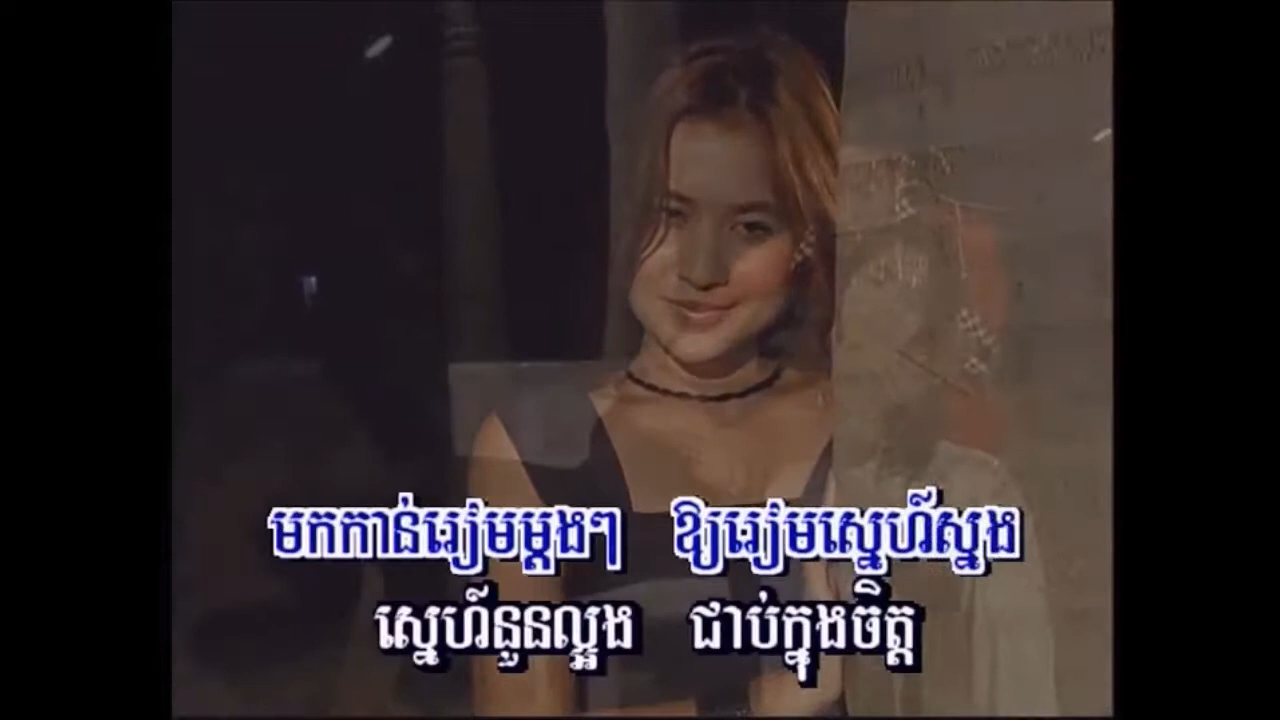 មកកាន់រៀមម្ដងៗ ឱ្យរៀមស្នេហ៍ស្នង
ស្នេហ៍នួនល្អង ជាប់ក្នុងចិត្ត